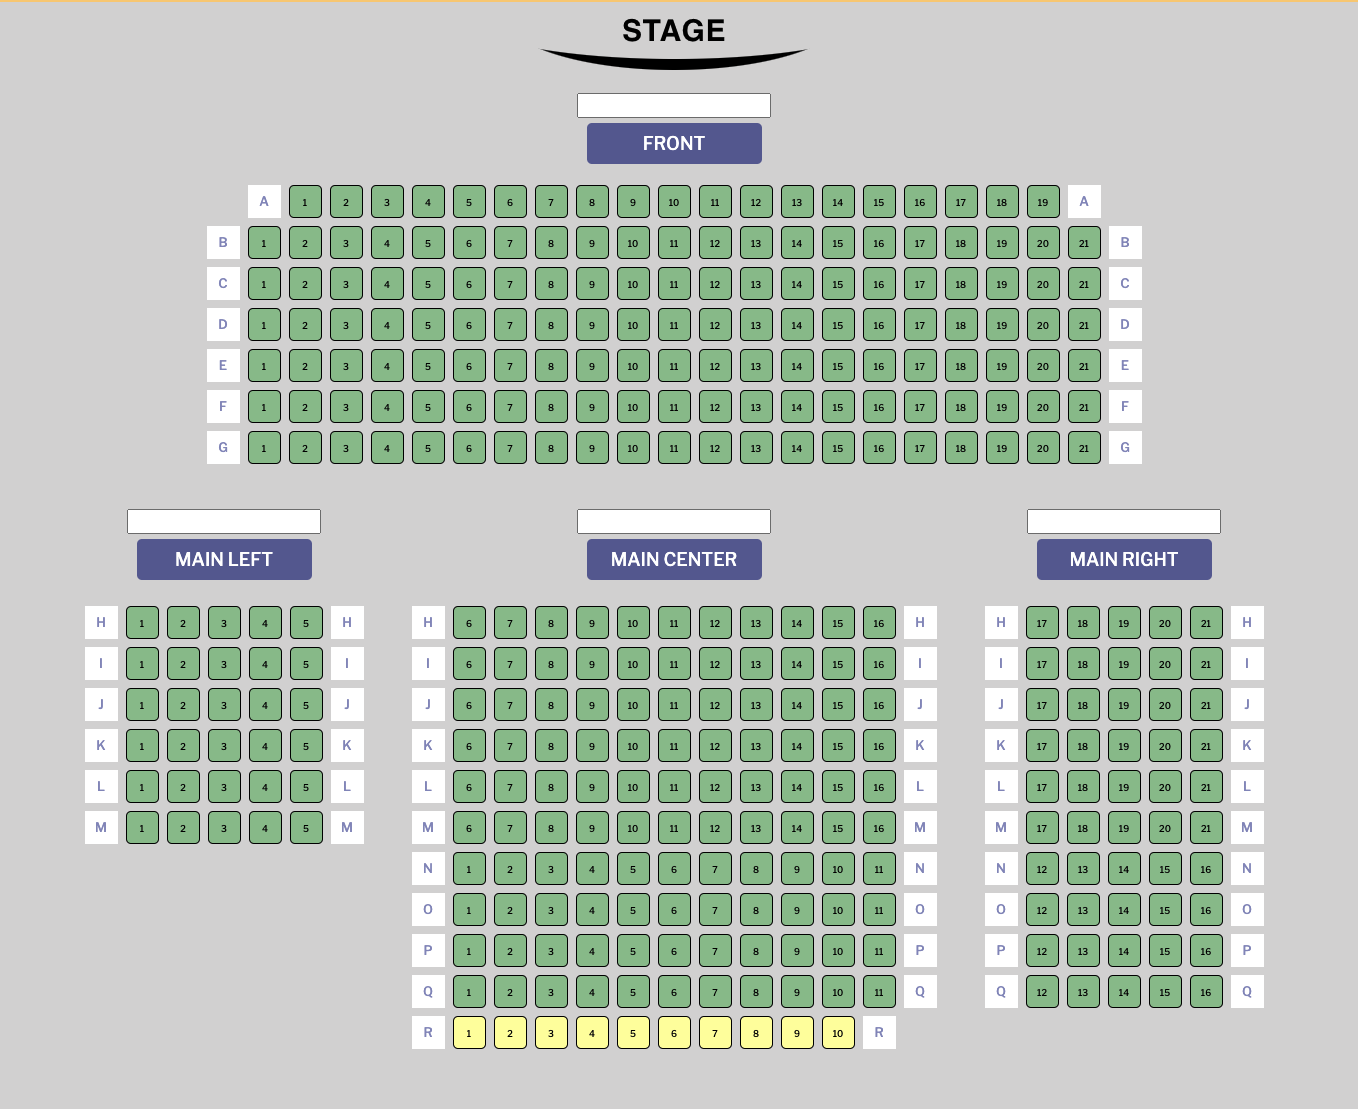 STAGE
FRONT
A 1 2 3 4 5 6 7 8 9 10 11 12 13 14 15 16 17 18 19 A
B 1 2 3 4 5 6 7 8 9 10 11 12 13 14 15 16 17 18 19 20 21 B
C 1 2 3 4 5 6 7 8 9 10 11 12 13 14 15 16 17 18 19 20 21 C
D 1 2 3 4 5 6 7 8 9 10 11 12 13 14 15 16 17 18 19 20 21 D
E 1 2 3 4 5 6 7 8 9 10 11 12 13 14 15 16 17 18 19 20 21 E
F 1 2 3 4 5 6 7 8 9 10 11 12 13 14 15 16 17 18 19 20 21 F
G 1 2 3 4 5 6 7 8 9 10 11 12 13 14 15 16 17 18 19 20 21 G
MAIN LEFT
H 1 2 3 4 5 H
I 1 2 3 4 5 I
J 1 2 3 4 5 J
K 1 2 3 4 5 K
L 1 2 3 4 5 L
M 1 2 3 4 5 M
MAIN CENTER
H 6 7 8 9 10 11 12 13 14 15 16 H
I 6 7 8 9 10 11 12 13 14 15 16 I
J 6 7 8 9 10 11 12 13 14 15 16 J
K 6 7 8 9 10 11 12 13 14 15 16 K
L 6 7 8 9 10 11 12 13 14 15 16 L
M 6 7 8 9 10 11 12 13 14 15 16 M
N 1 2 3 4 5 6 7 8 9 10 11 N
O 1 2 3 4 5 6 7 8 9 10 11 O
P 1 2 3 4 5 6 7 8 9 10 11 P
Q 1 2 3 4 5 6 7 8 9 10 11 Q
R 1 2 3 4 5 6 7 8 9 10 R
MAIN RIGHT
H 17 18 19 20 21 H
I 17 18 19 20 21 I
J 17 18 19 20 21 J
K 17 18 19 20 21 K
L 17 18 19 20 21 L
M 17 18 19 20 21 M
N 12 13 14 15 16 N
O 12 13 14 15 16 O
P 12 13 14 15 16 P
Q 12 13 14 15 16 Q